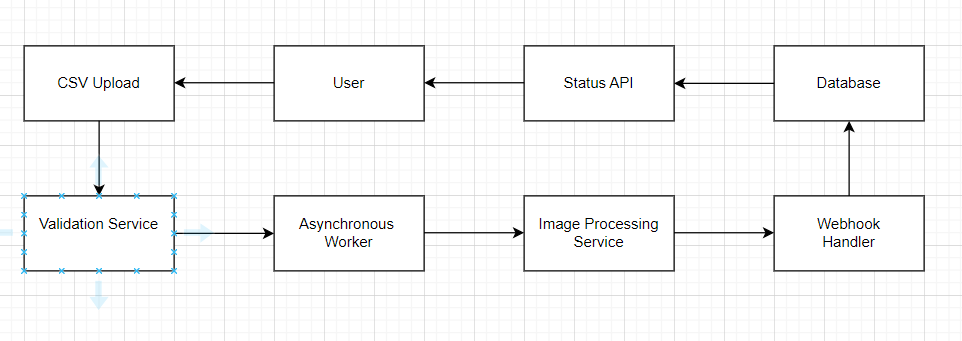 CSV Upload
User
Status API
Database
Validation Service
Asynchronous
Worker
Image Processing
Service
Webhook
Handler